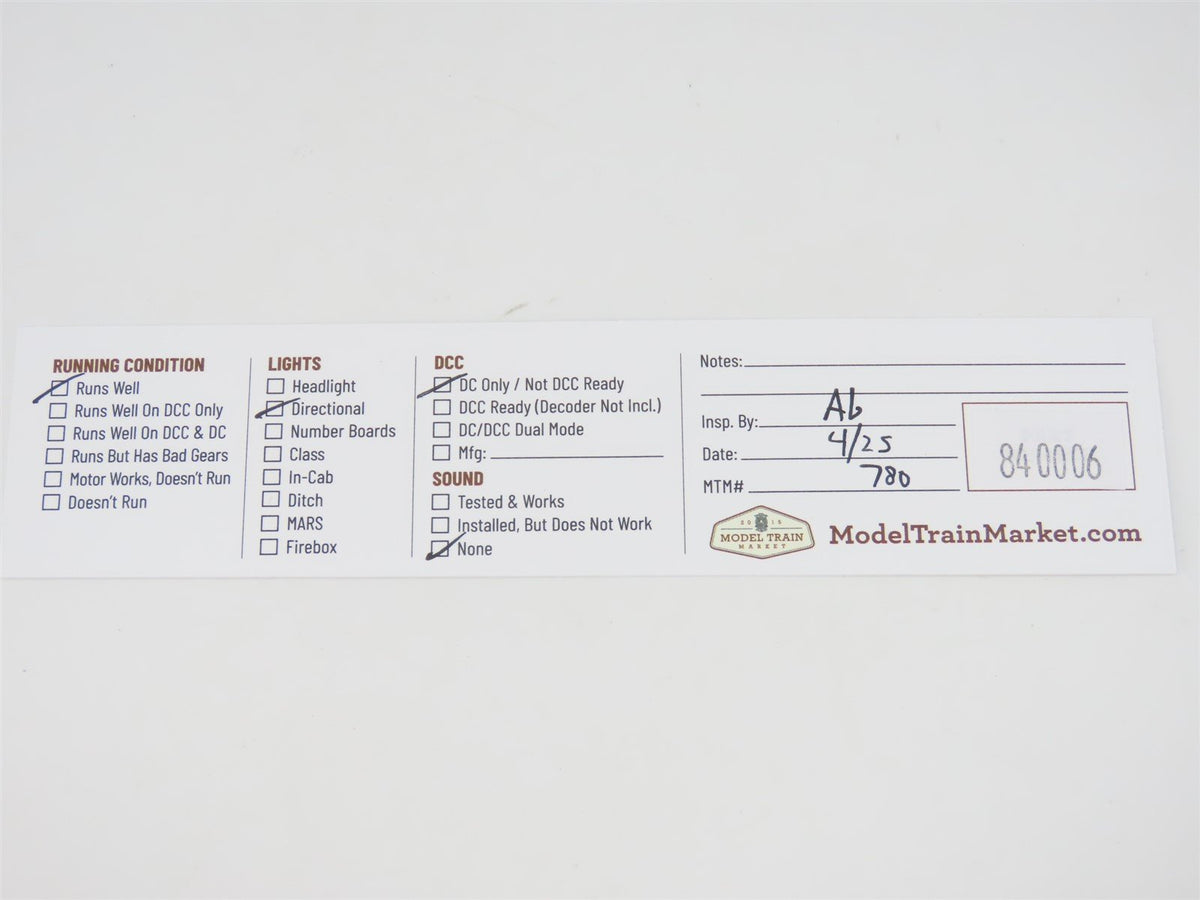 RUNNING CONDITION
Runs Well
Runs Well On DCC Only
Runs Well On DCC & DC
Runs But Has Bad Gears
Motor Works, Doesn't Run
Doesn't Run
LIGHTS
Headlight
Directional
Number Boards
Class
In-Cab
Ditch
MARS
Firebox
DCC
DC Only / Not DCC Ready
DCC Ready (Decoder Not Incl.)
DC/DCC Dual Mode
Mfg:
SOUND
Tested & Works
Installed, But Does Not Work
None
Notes:
Insp. By: Ab
Date: 4/25
MTM# 780
840006
2015
MODEL TRAIN
MARKET
ModelTrainMarket.com